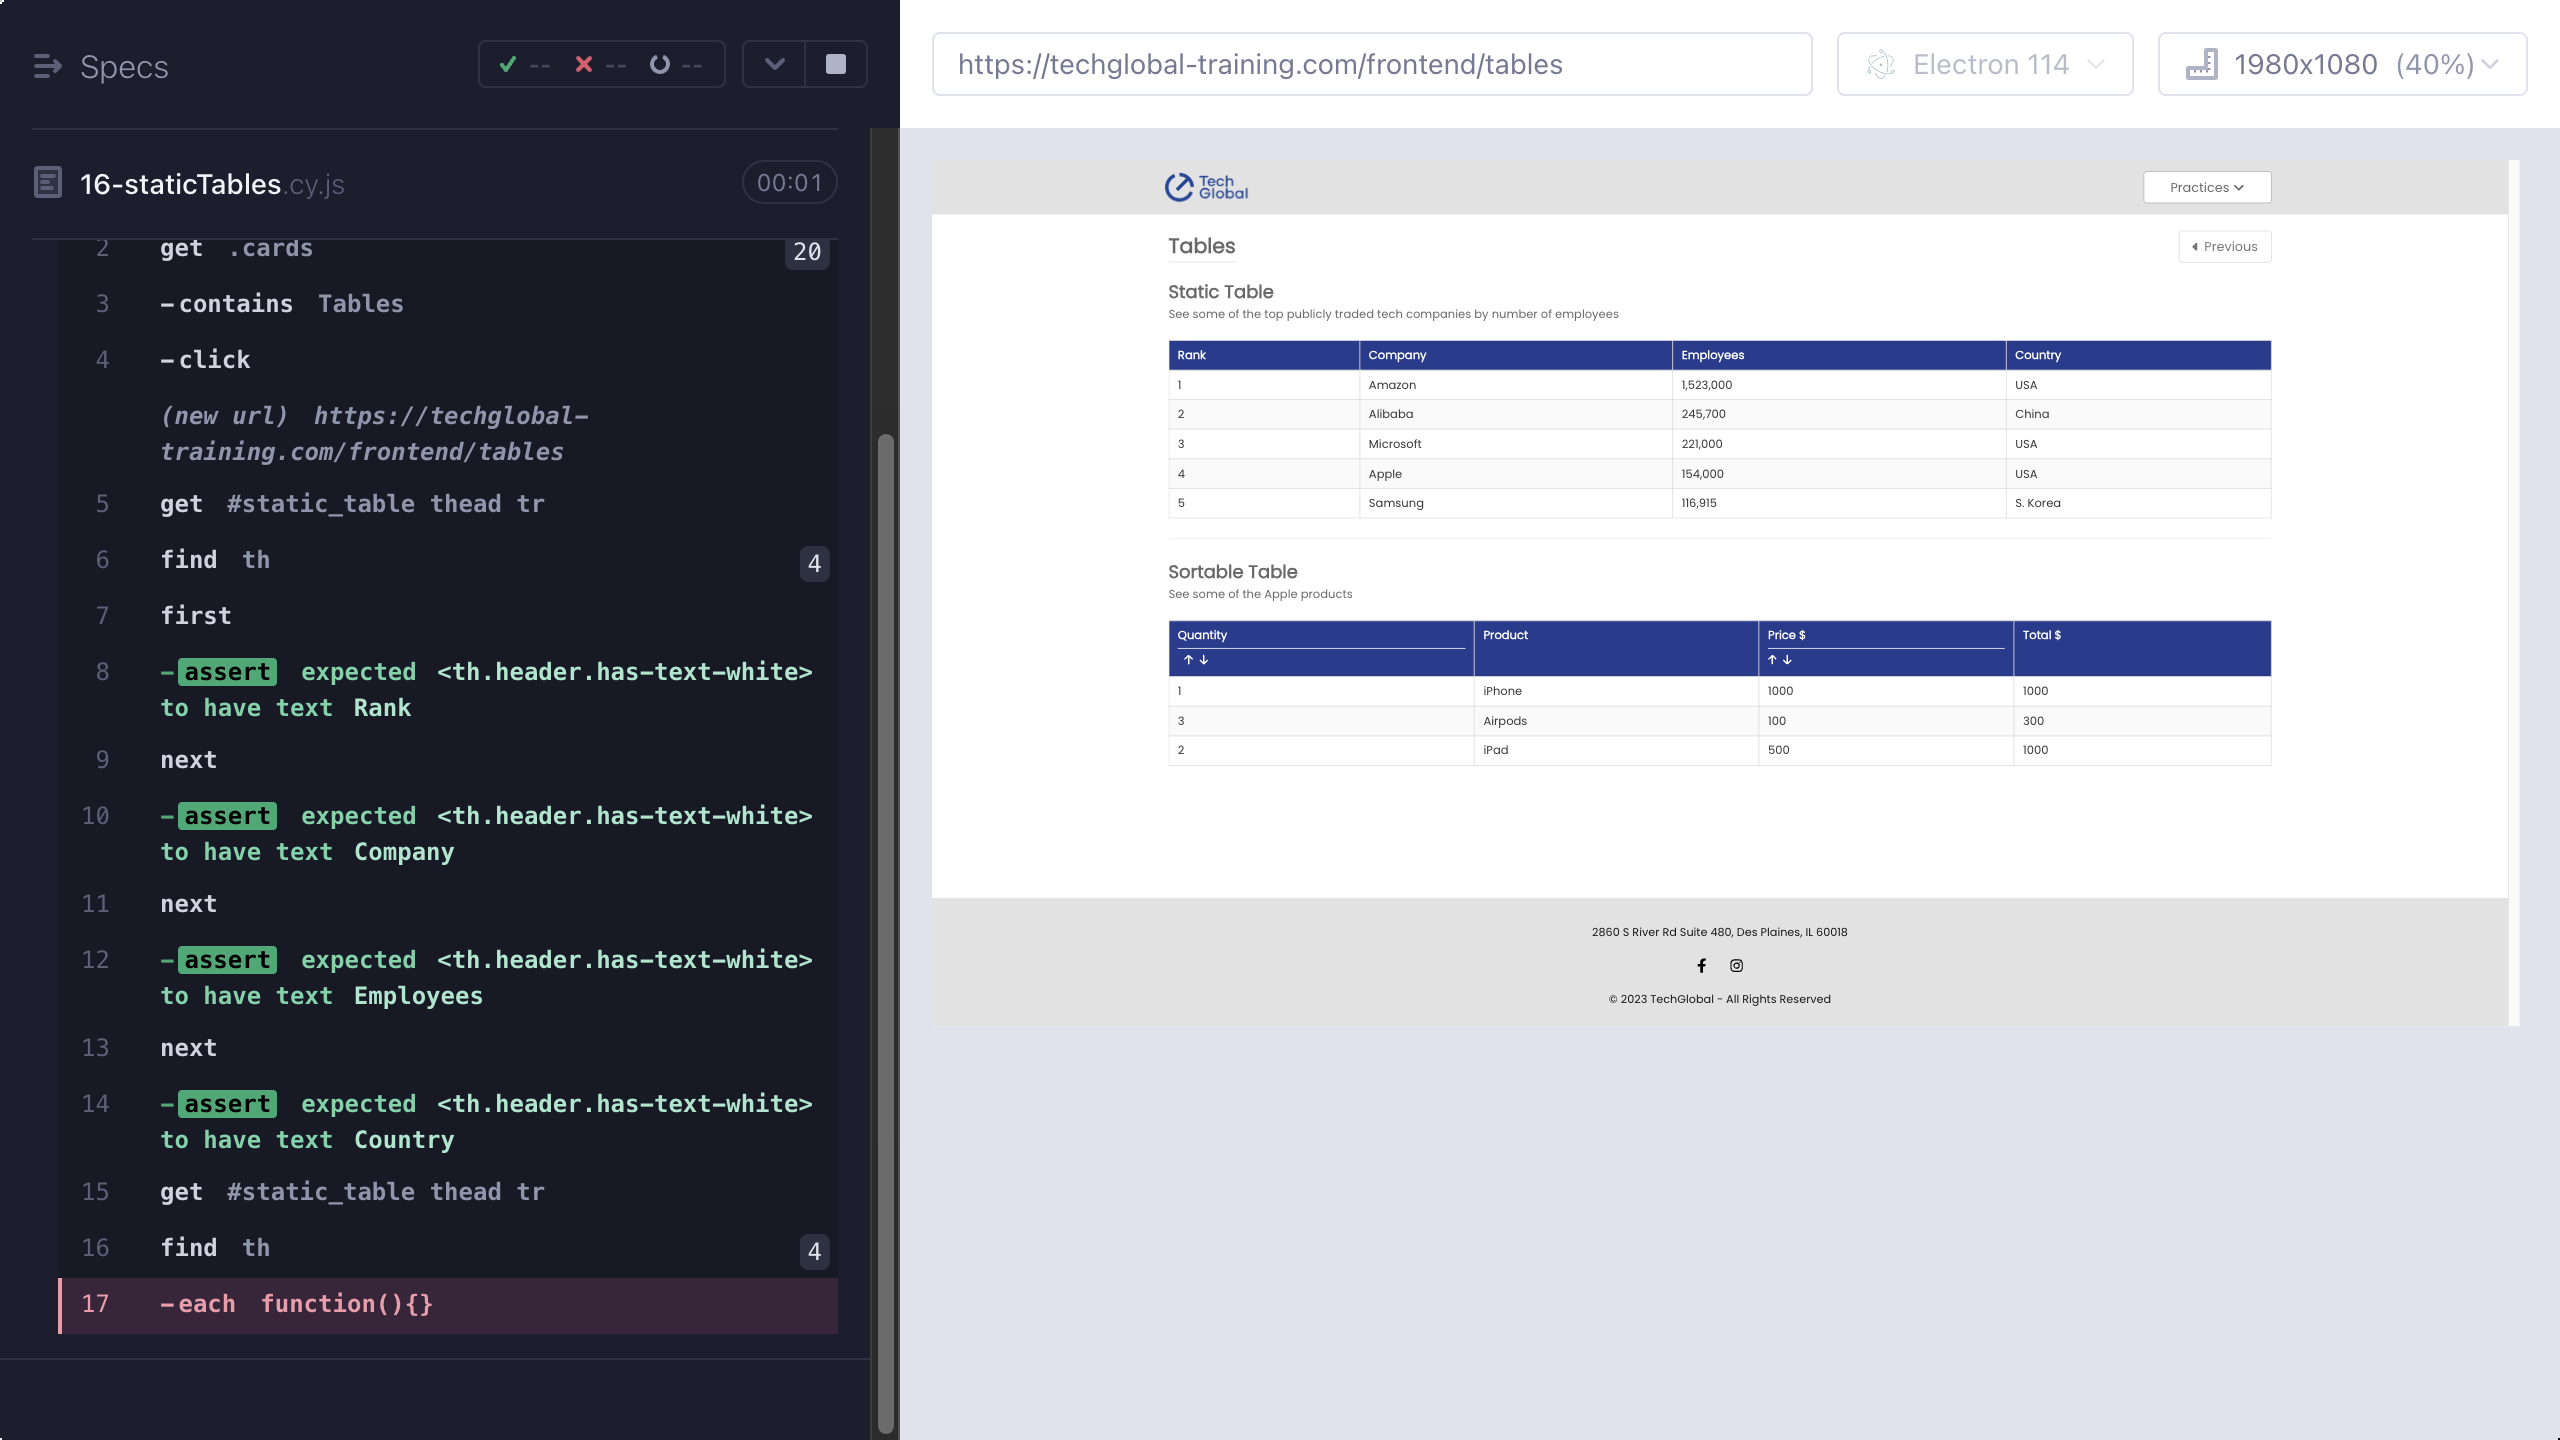 Specs
-- -- --
16-staticTables.cy.js 00:01
2 get .cards 20
3 -contains Tables
4 -click
(new url) https://techglobal-
training.com/frontend/tables
5 get #static_table thead tr
6 find th 4
7 first
8 -assert expected <th.header.has-text-white>
to have text Rank
9 next
10 -assert expected <th.header.has-text-white>
to have text Company
11 next
12 -assert expected <th.header.has-text-white>
to have text Employees
13 next
14 -assert expected <th.header.has-text-white>
to have text Country
15 get #static_table thead tr
16 find th 4
17 -each function(){}
https://techglobal-training.com/frontend/tables Electron 114 1980x1080 (40%)
Tech
Global
Practices
Tables Previous
Static Table
See some of the top publicly traded tech companies by number of employees
Rank Company Employees Country
1 Amazon 1,523,000 USA
2 Alibaba 245,700 China
3 Microsoft 221,000 USA
4 Apple 154,000 USA
5 Samsung 116,915 S. Korea
Sortable Table
See some of the Apple products
Quantity Product Price $ Total $
↑ ↓ ↑ ↓
1 iPhone 1000 1000
3 Airpods 100 300
2 iPad 500 1000
2860 S River Rd Suite 480, Des Plaines, IL 60018
© 2023 TechGlobal - All Rights Reserved